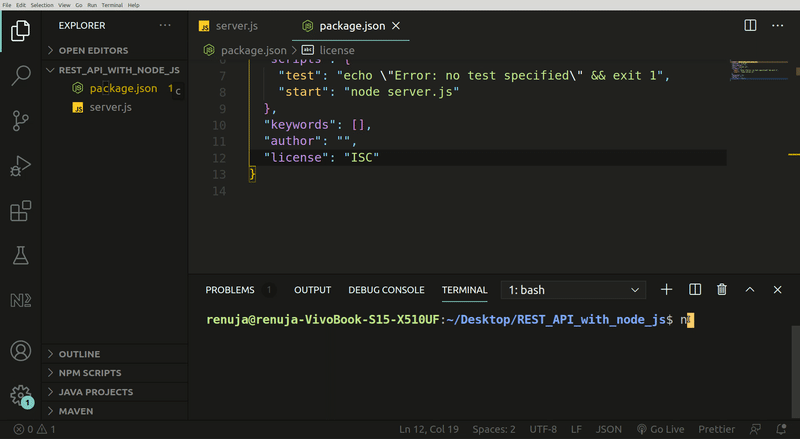 File Edit Selection View Go Run Terminal Help
EXPLORER
server.js
package.json
OPEN EDITORS
package.json > license
REST_API_WITH_NODE_JS
package.json 1
server.js
6 "scripts": {
7 "test": "echo \"Error: no test specified\" && exit 1",
8 "start": "node server.js"
9 },
10 "keywords": [],
11 "author": "",
12 "license": "ISC"
13 }
14
PROBLEMS 1 OUTPUT DEBUG CONSOLE TERMINAL 1: bash
renuja@renuja-VivoBook-S15-X510UF:~/Desktop/REST_API_with_node_js$ n
OUTLINE
NPM SCRIPTS
JAVA PROJECTS
MAVEN
1
0 1 Ln 12, Col 19 Spaces: 2 UTF-8 LF JSON Go Live Prettier